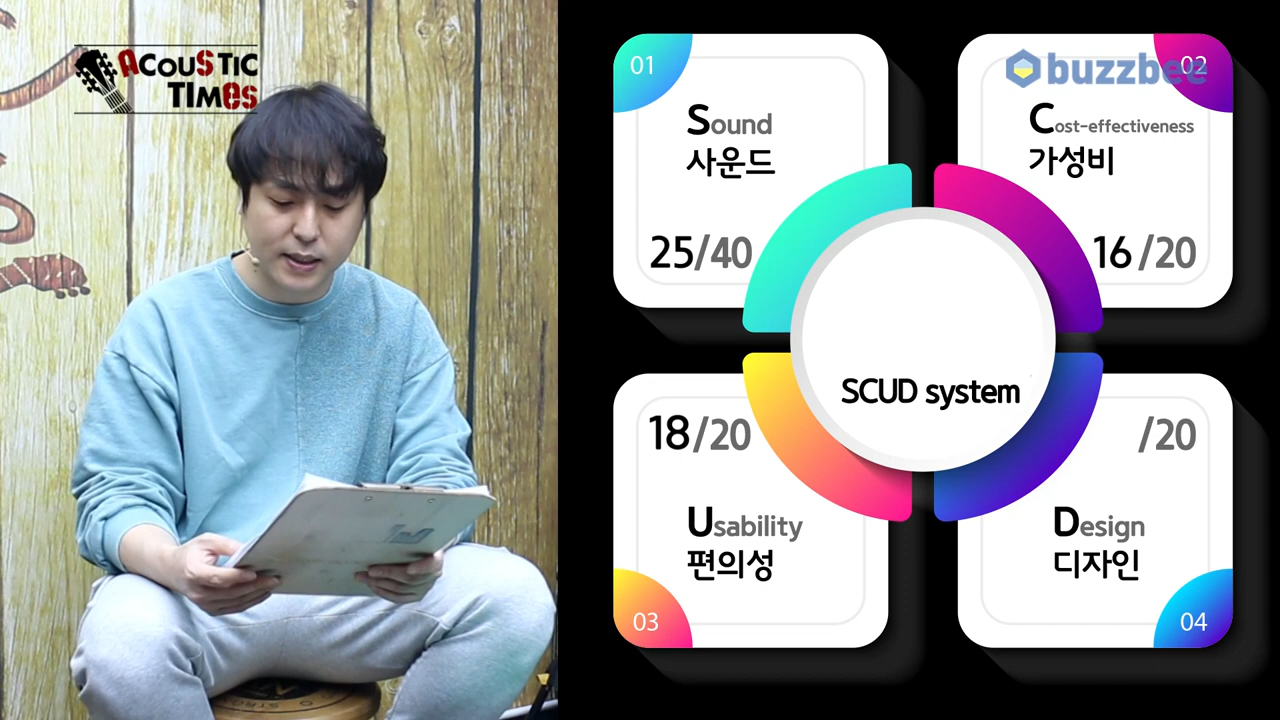 ACOUSTIC
TIMES
01
Sound
사운드
25/40
buzzbee
02
Cost-effectiveness
가성비
16/20
SCUD system
18/20
Usability
편의성
03
/20
Design
디자인
04